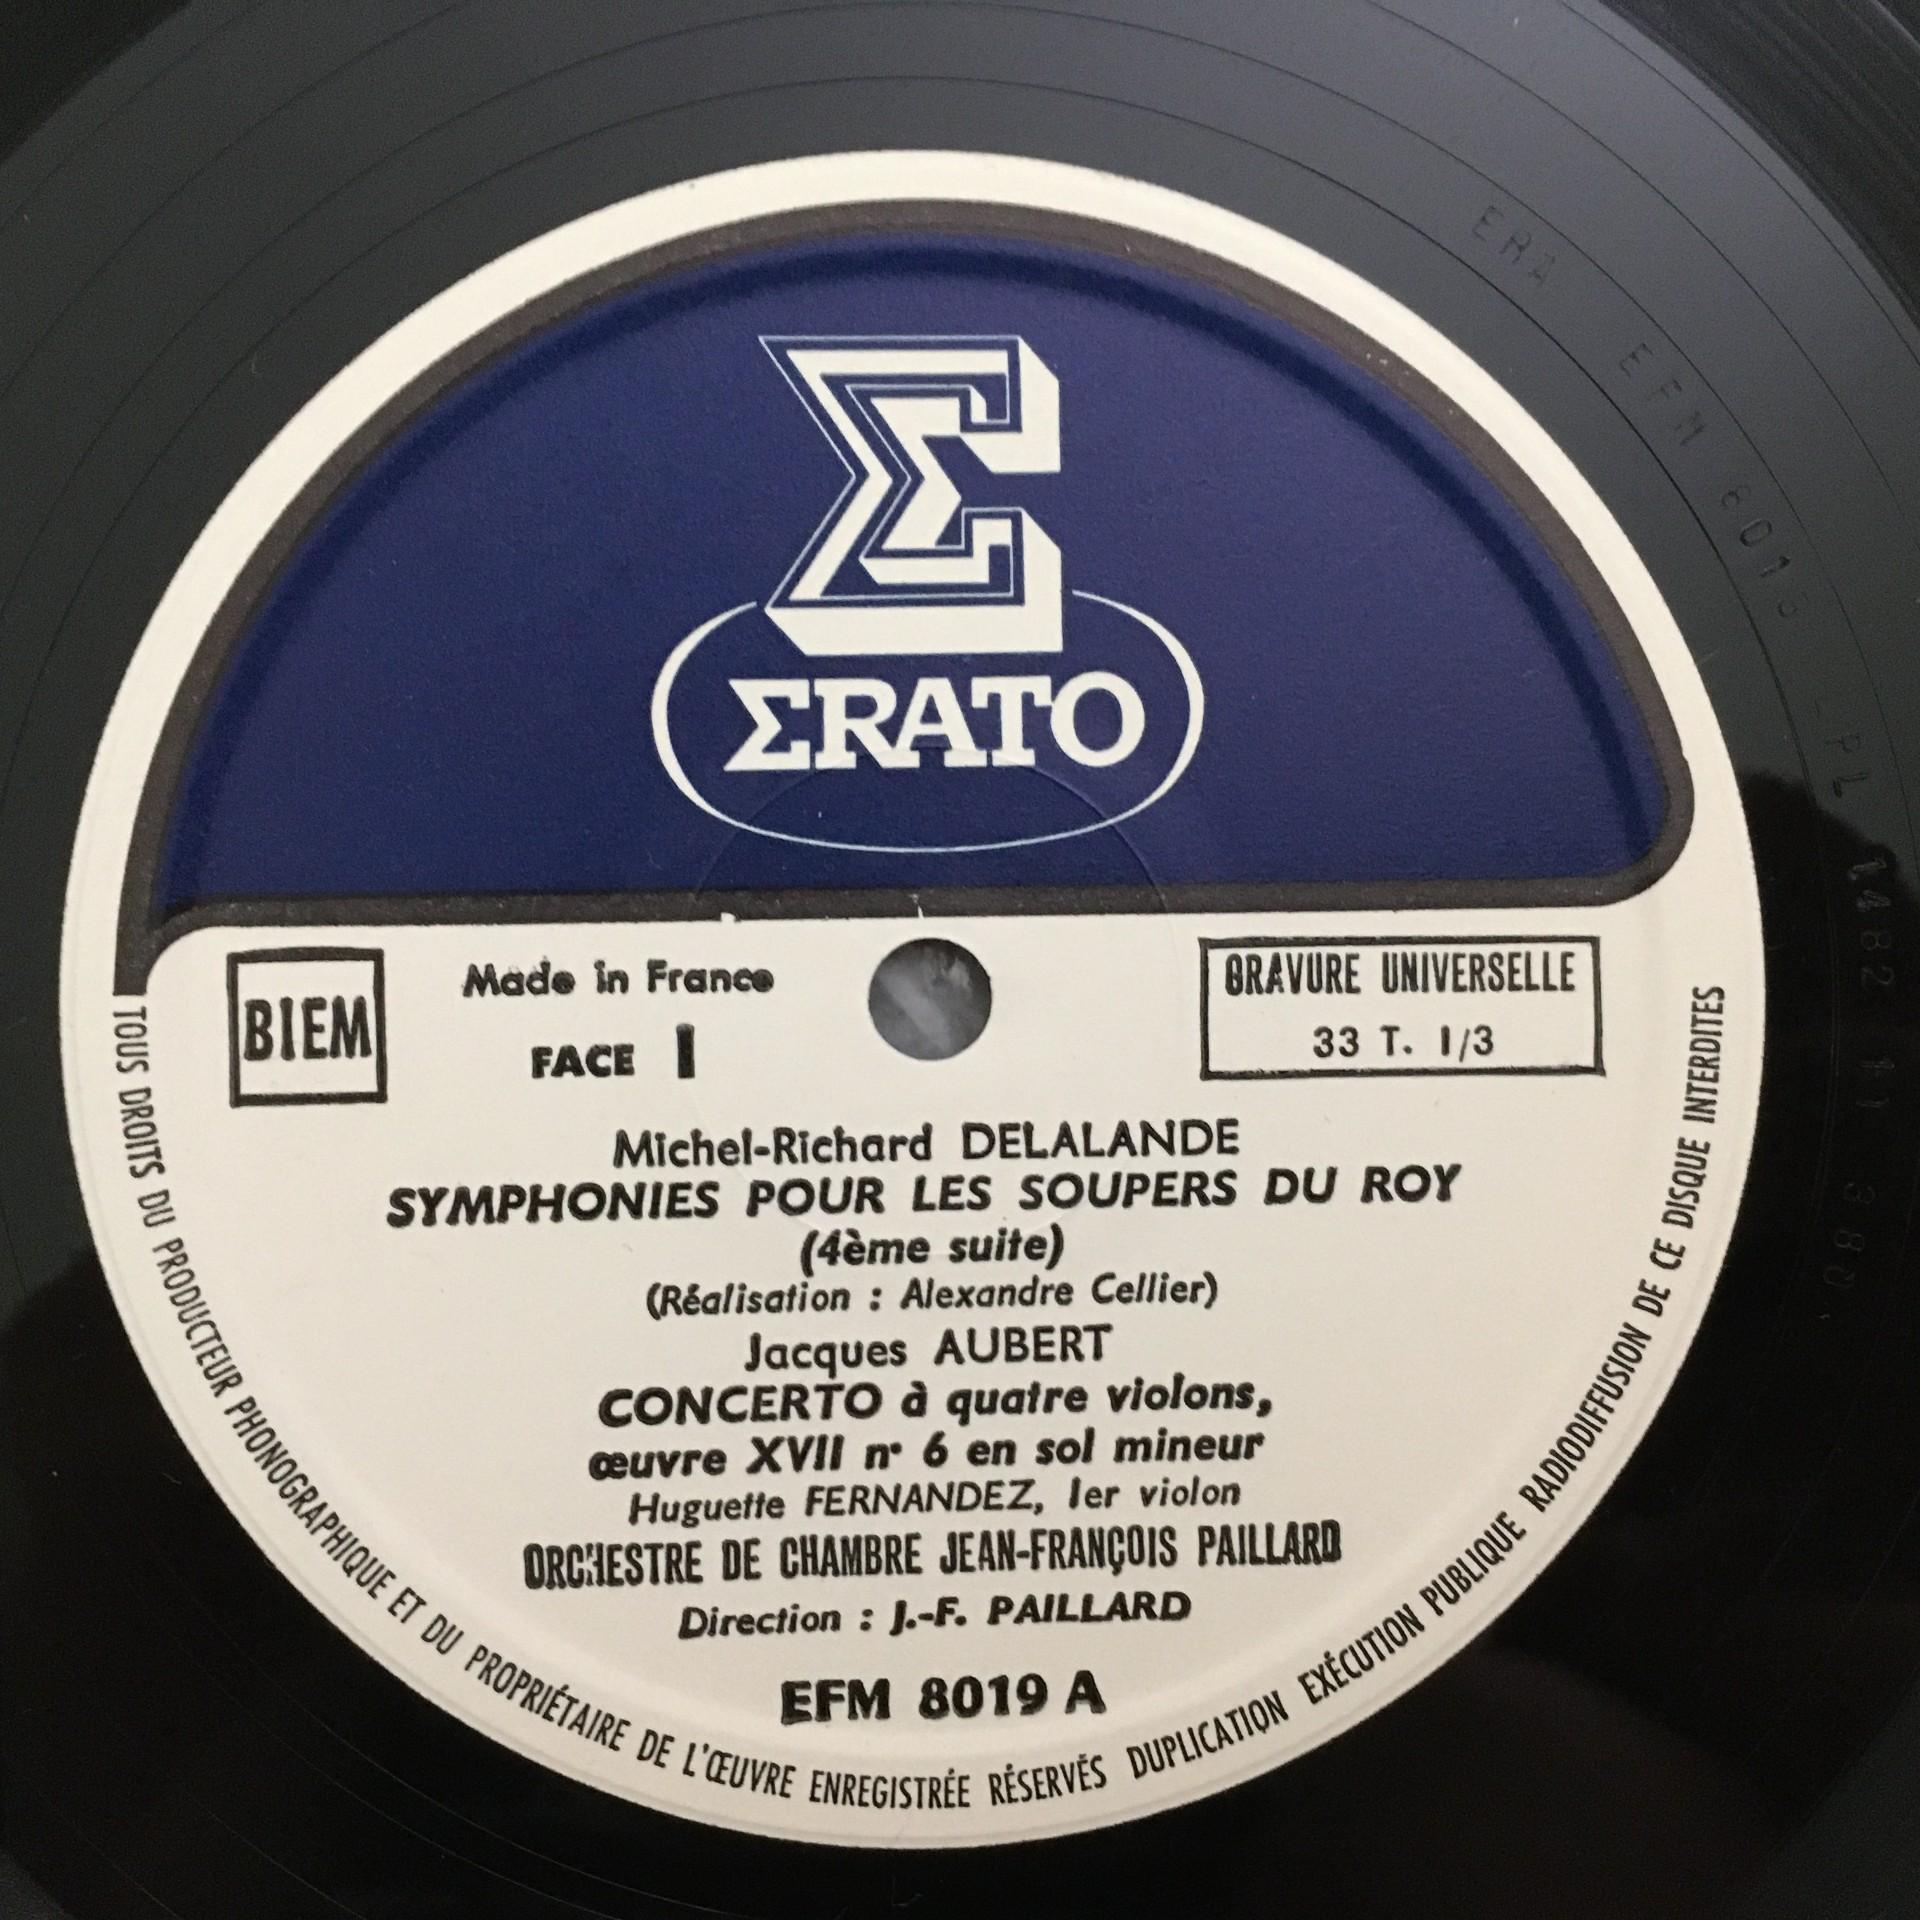 ΣRATO
BIEM
Made in France
FACE 1
GRAVURE UNIVERSELLE
33 T. 1/3
Michel-Richard DELALANDE
SYMPHONIES POUR LES SOUPERS DU ROY
(4ème suite)
(Réalisation : Alexandre Cellier)
Jacques AUBERT
CONCERTO à quatre violons,
œuvre XVII n° 6 en sol mineur
Huguette FERNANDEZ, 1er violon
ORCHESTRE DE CHAMBRE JEAN-FRANÇOIS PAILLARD
Direction : J.-F. PAILLARD
EFM 8019 A
TOUS DROITS DU PRODUCTEUR PHONOGRAPHIQUE ET DU PROPRIÉTAIRE DE L'ŒUVRE ENREGISTRÉE RÉSERVÉS DUPLICATION EXÉCUTION PUBLIQUE RADIODIFFUSION DE CE DISQUE INTERDITES
ERA EFM